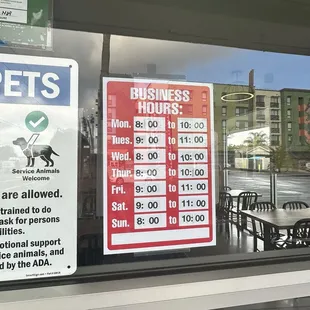 PETS
Service Animals
Welcome
are allowed.
trained to do
ask for persons
ilities.
otional support
ice animals, and
d by the ADA.
BUSINESS
HOURS:
Mon. 8: 00 to 10: 00
Tues. 9: 00 to 11: 00
Wed. 8: 00 to 10: 00
Thur. 8: 00 to 10: 00
Fri. 9: 00 to 11: 00
Sat. 9: 00 to 11: 00
Sun. 8: 00 to 10: 00